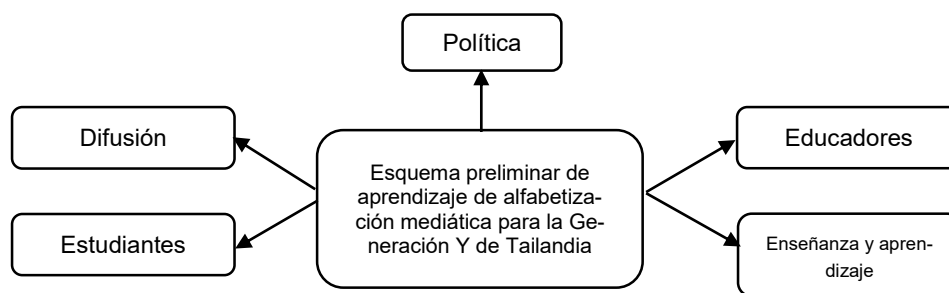 Política
Difusión
Educadores
Esquema preliminar de
aprendizaje de alfabetiza-
ción mediática para la Ge-
neración Y de Tailandia
Estudiantes
Enseñanza y apren-
dizaje